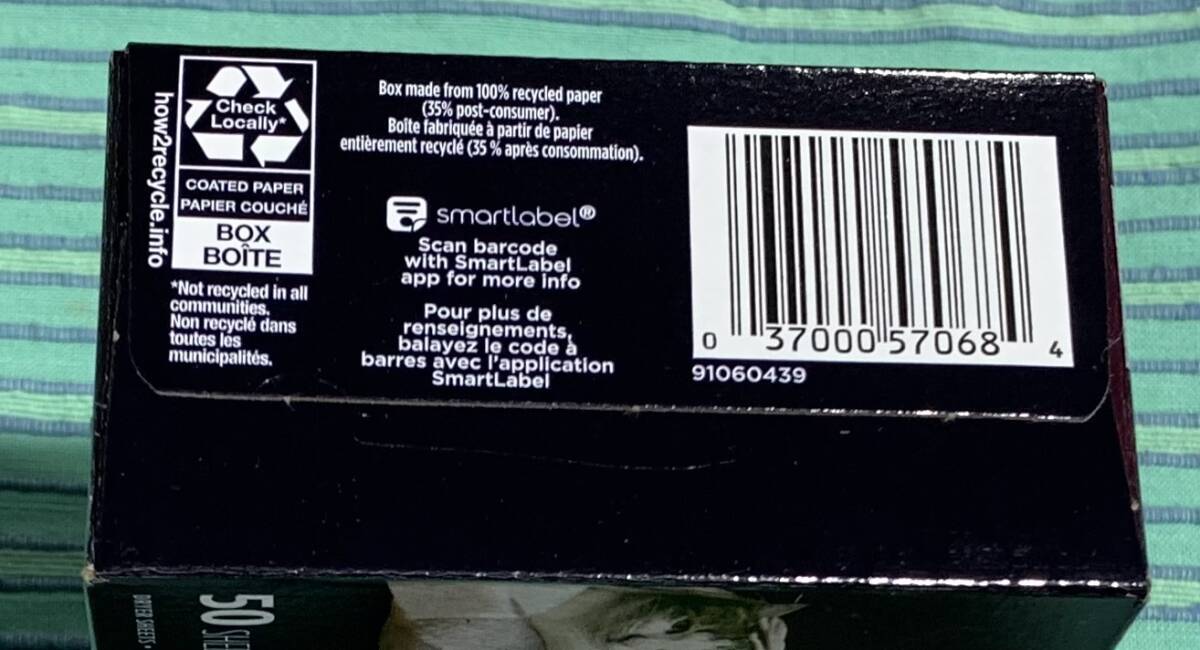 how2recycle.info
Check
Locally*
COATED PAPER
PAPIER COUCHÉ
BOX
BOÎTE
*Not recycled in all
communities.
Non recyclé dans
toutes les
municipalités.
Box made from 100% recycled paper
(35% post-consumer).
Boîte fabriquée à partir de papier
entièrement recyclé (35 % après consommation).
smartlabel®
Scan barcode
with SmartLabel
app for more info
Pour plus de
renseignements,
balayez le code à
barres avec l'application
SmartLabel
0 37000 57068 4
91060439
50
DRYER SHEETS